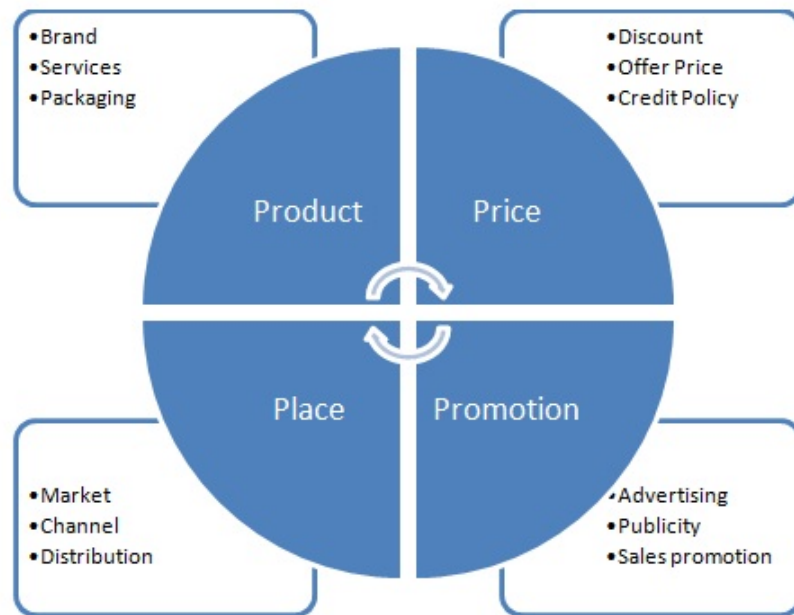 •Brand
•Services
•Packaging
•Discount
•Offer Price
•Credit Policy
Product
Price
Place
Promotion
•Market
•Channel
•Distribution
•Advertising
•Publicity
•Sales promotion